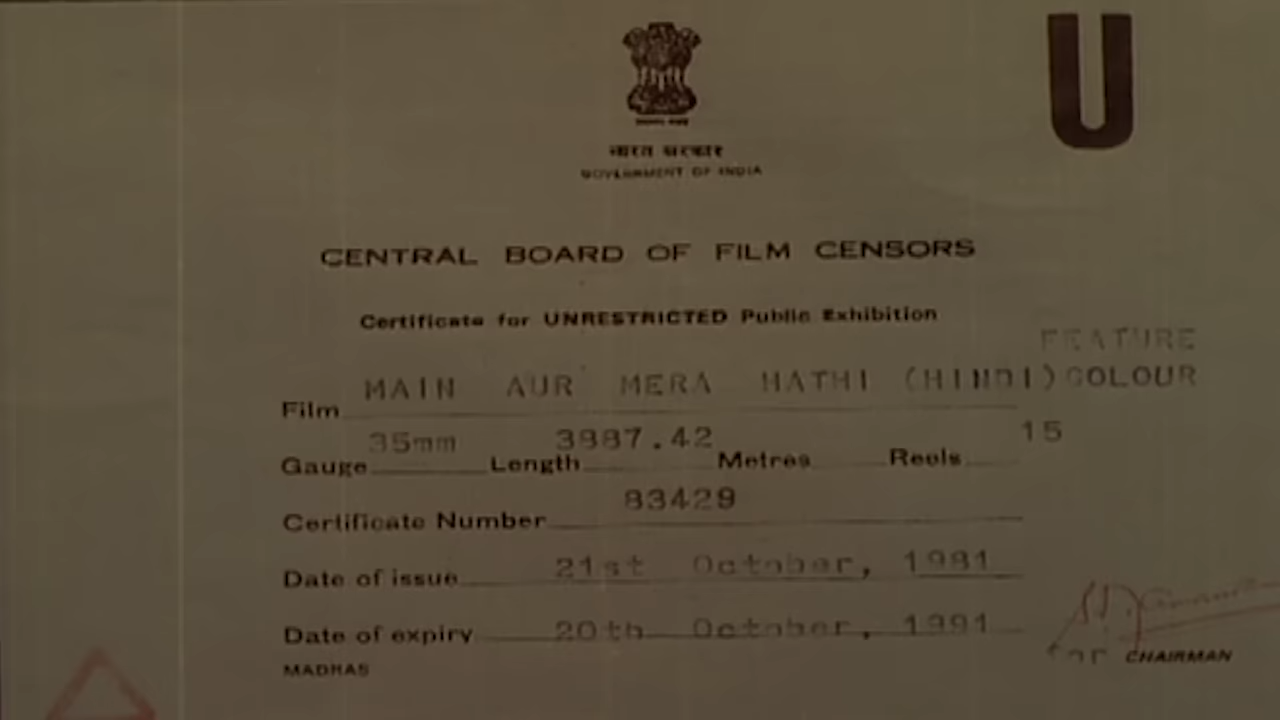 U
भारत सरकार
GOVERNMENT OF INDIA
CENTRAL BOARD OF FILM CENSORS
Certificate for UNRESTRICTED Public Exhibition
FEATURE
Film MAIN AUR MERA HATHI (HINDI) COLOUR
Gauge 35mm Length 3987.42 Metres Reels 15
Certificate Number 83429
Date of issue 21st October, 1981
Date of expiry 20th October, 1991
MADRAS
for CHAIRMAN